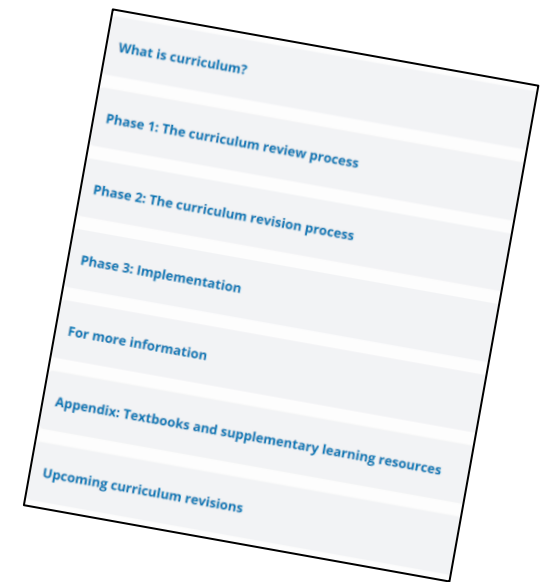 What is curriculum?
Phase 1: The curriculum review process
Phase 2: The curriculum revision process
Phase 3: Implementation
For more information
Appendix: Textbooks and supplementary learning resources
Upcoming curriculum revisions